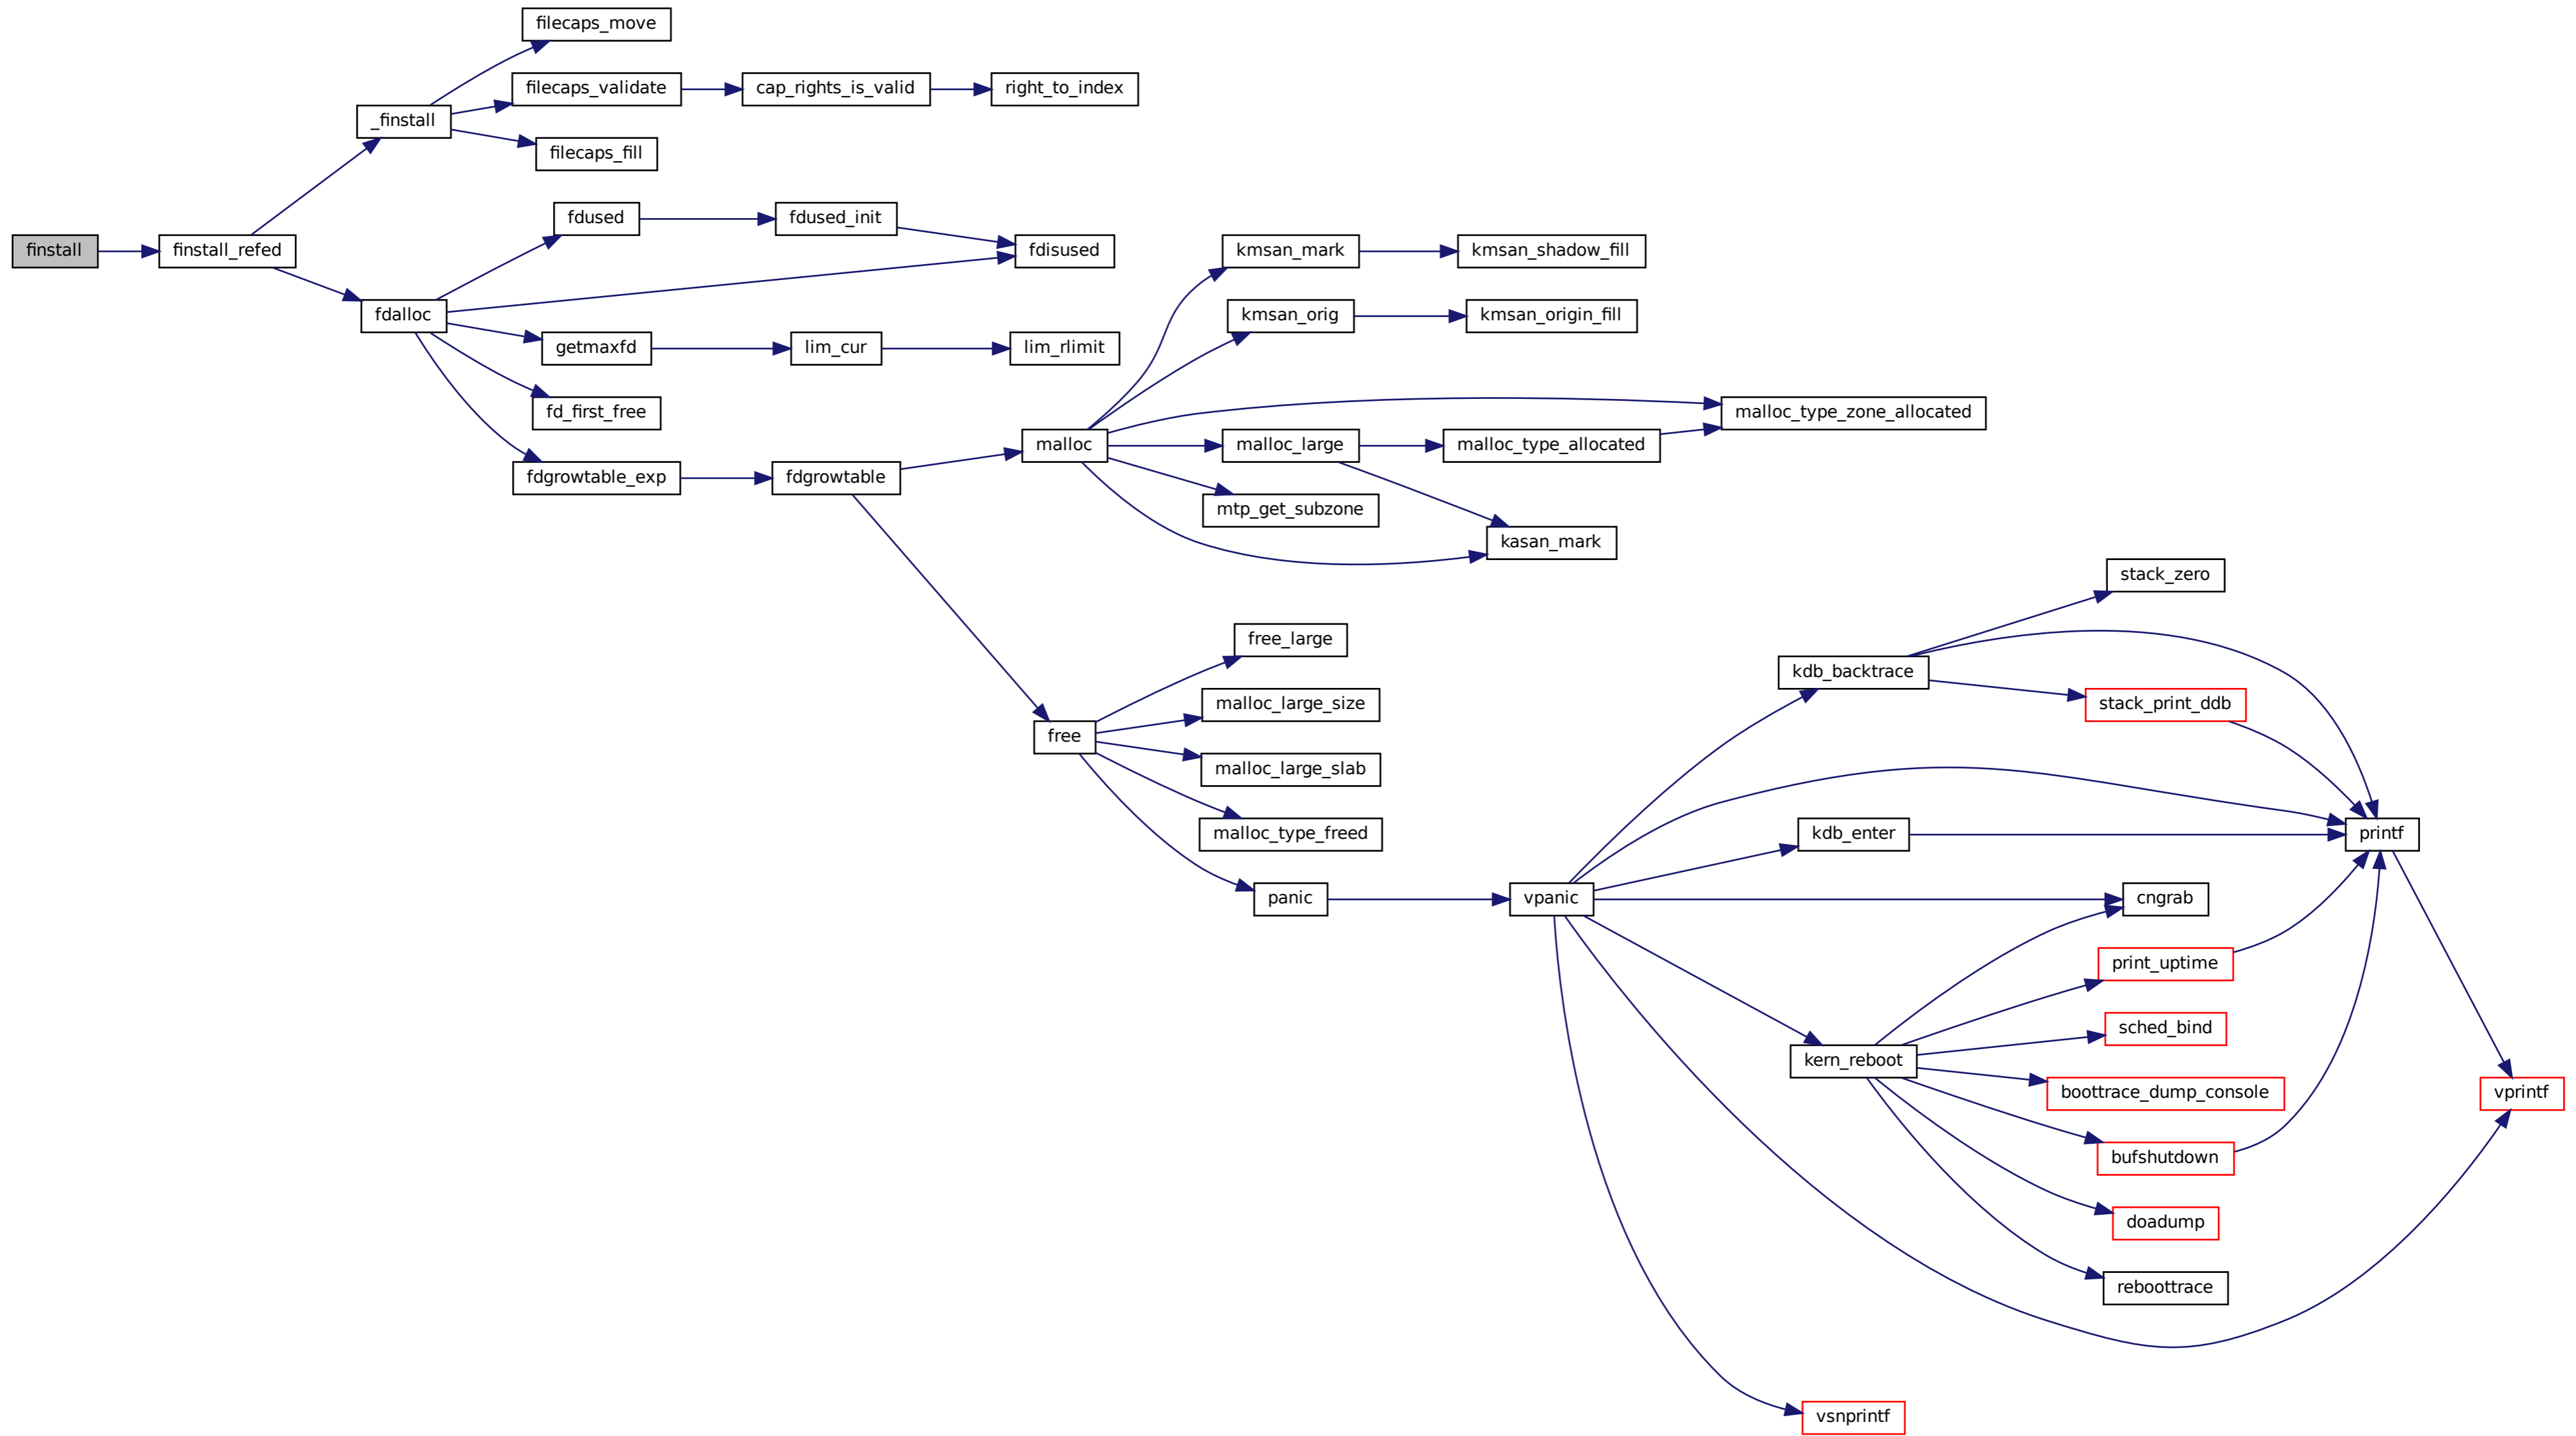 filecaps_move
filecaps_validate
cap_rights_is_valid
right_to_index
_finstall
filecaps_fill
fdused
fdused_init
finstall
finstall_refed
fdisused
kmsan_mark
kmsan_shadow_fill
fdalloc
kmsan_orig
kmsan_origin_fill
getmaxfd
lim_cur
lim_rlimit
fd_first_free
malloc_type_zone_allocated
malloc
malloc_large
malloc_type_allocated
fdgrowtable_exp
fdgrowtable
mtp_get_subzone
kasan_mark
stack_zero
free_large
kdb_backtrace
malloc_large_size
stack_print_ddb
free
malloc_large_slab
malloc_type_freed
kdb_enter
printf
panic
vpanic
cngrab
print_uptime
sched_bind
kern_reboot
boottrace_dump_console
vprintf
bufshutdown
doadump
reboottrace
vsnprintf